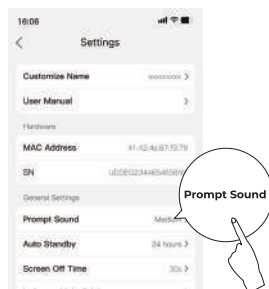 16:06
Settings
Customize Name
User Manual
Hardware
MAC Address
SN
General Settings
Prompt Sound Medium
Prompt Sound
Auto Standby 24 hours
Screen Off Time 30s